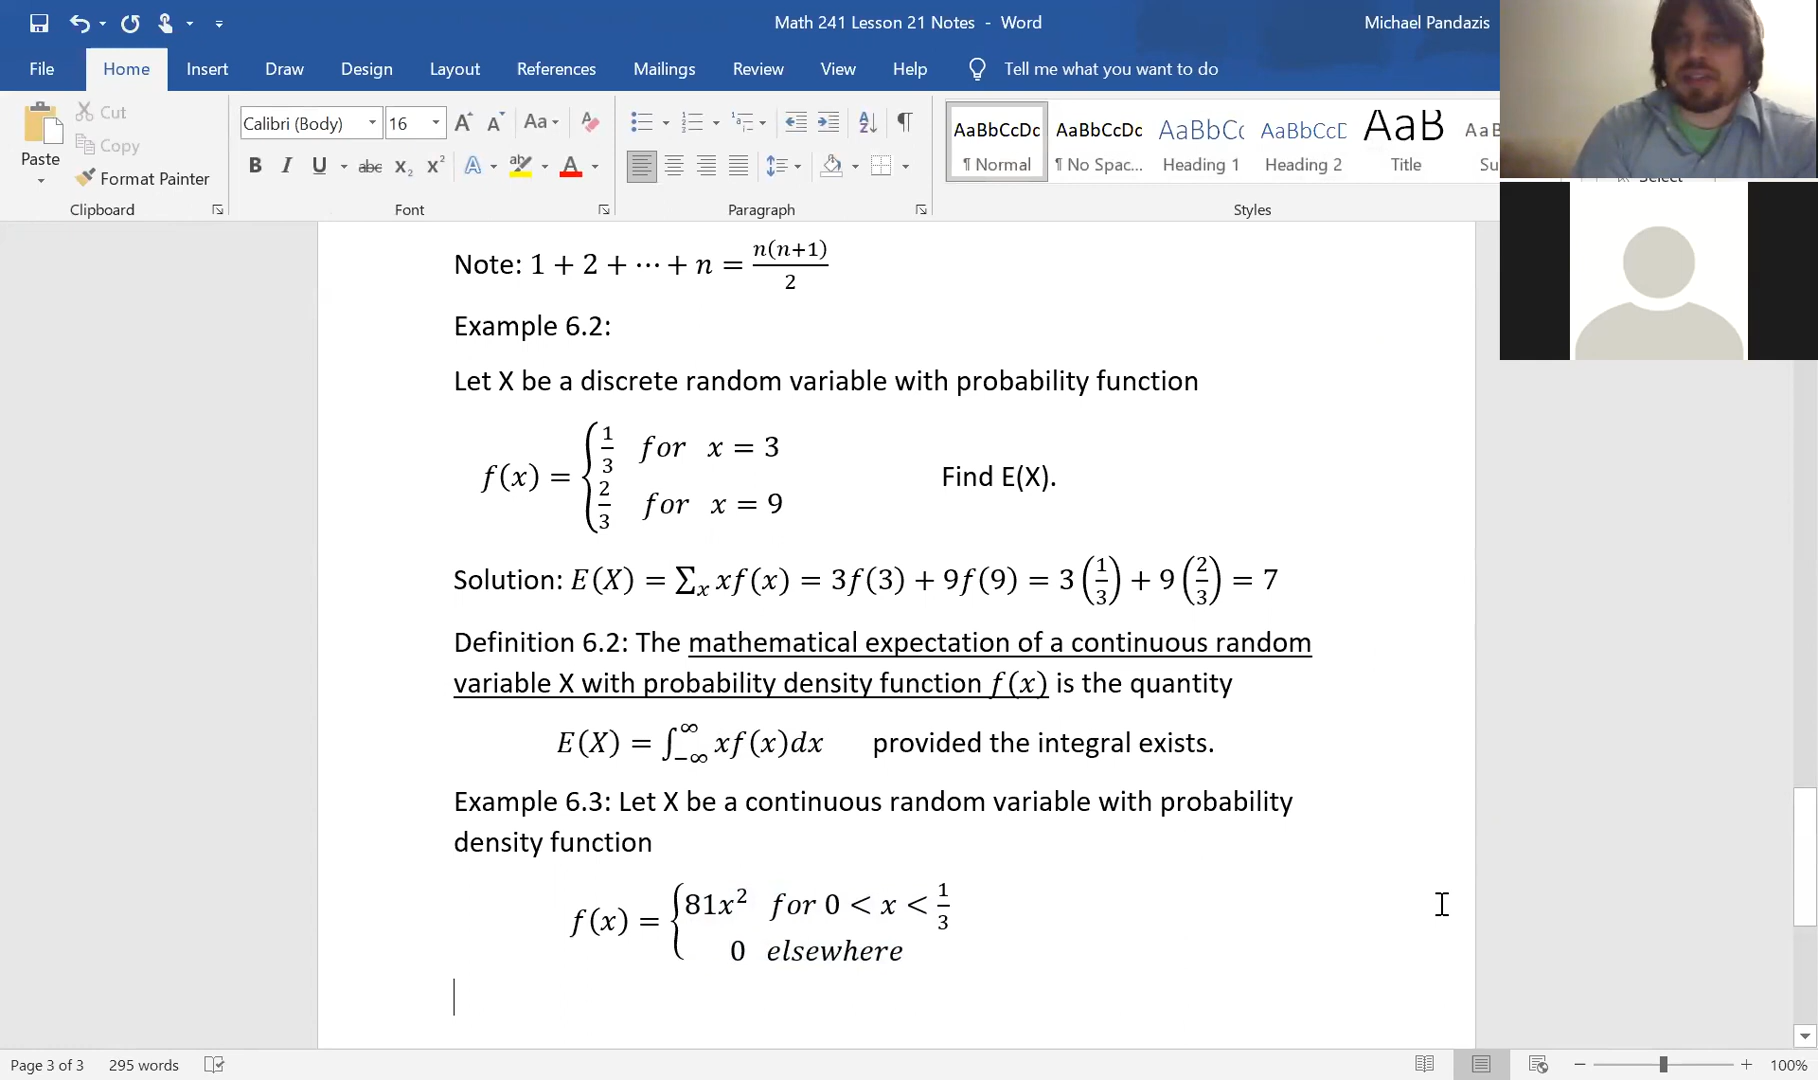 Math 241 Lesson 21 Notes - Word
Michael Pandazis
File Home Insert Draw Design Layout References Mailings Review View Help Tell me what you want to do
Paste
Cut
Copy
Format Painter
Clipboard
Calibri (Body) 16
Font
Paragraph
AaBbCcDc AaBbCcDc AaBbCc AaBbCcD AaB AaB
¶ Normal ¶ No Spac... Heading 1 Heading 2 Title Su
Styles
Select
Note: 1 + 2 + ⋯ + n = n(n+1)/2
Example 6.2:
Let X be a discrete random variable with probability function
f(x) = { 1/3 for x = 3
2/3 for x = 9
Find E(X).
Solution: E(X) = ∑ₓ xf(x) = 3f(3) + 9f(9) = 3(1/3) + 9(2/3) = 7
Definition 6.2: The mathematical expectation of a continuous random
variable X with probability density function f(x) is the quantity
E(X) = ∫_{-∞}^{∞} xf(x)dx provided the integral exists.
Example 6.3: Let X be a continuous random variable with probability
density function
f(x) = { 81x² for 0 < x < 1/3
0 elsewhere
Page 3 of 3 295 words 100%